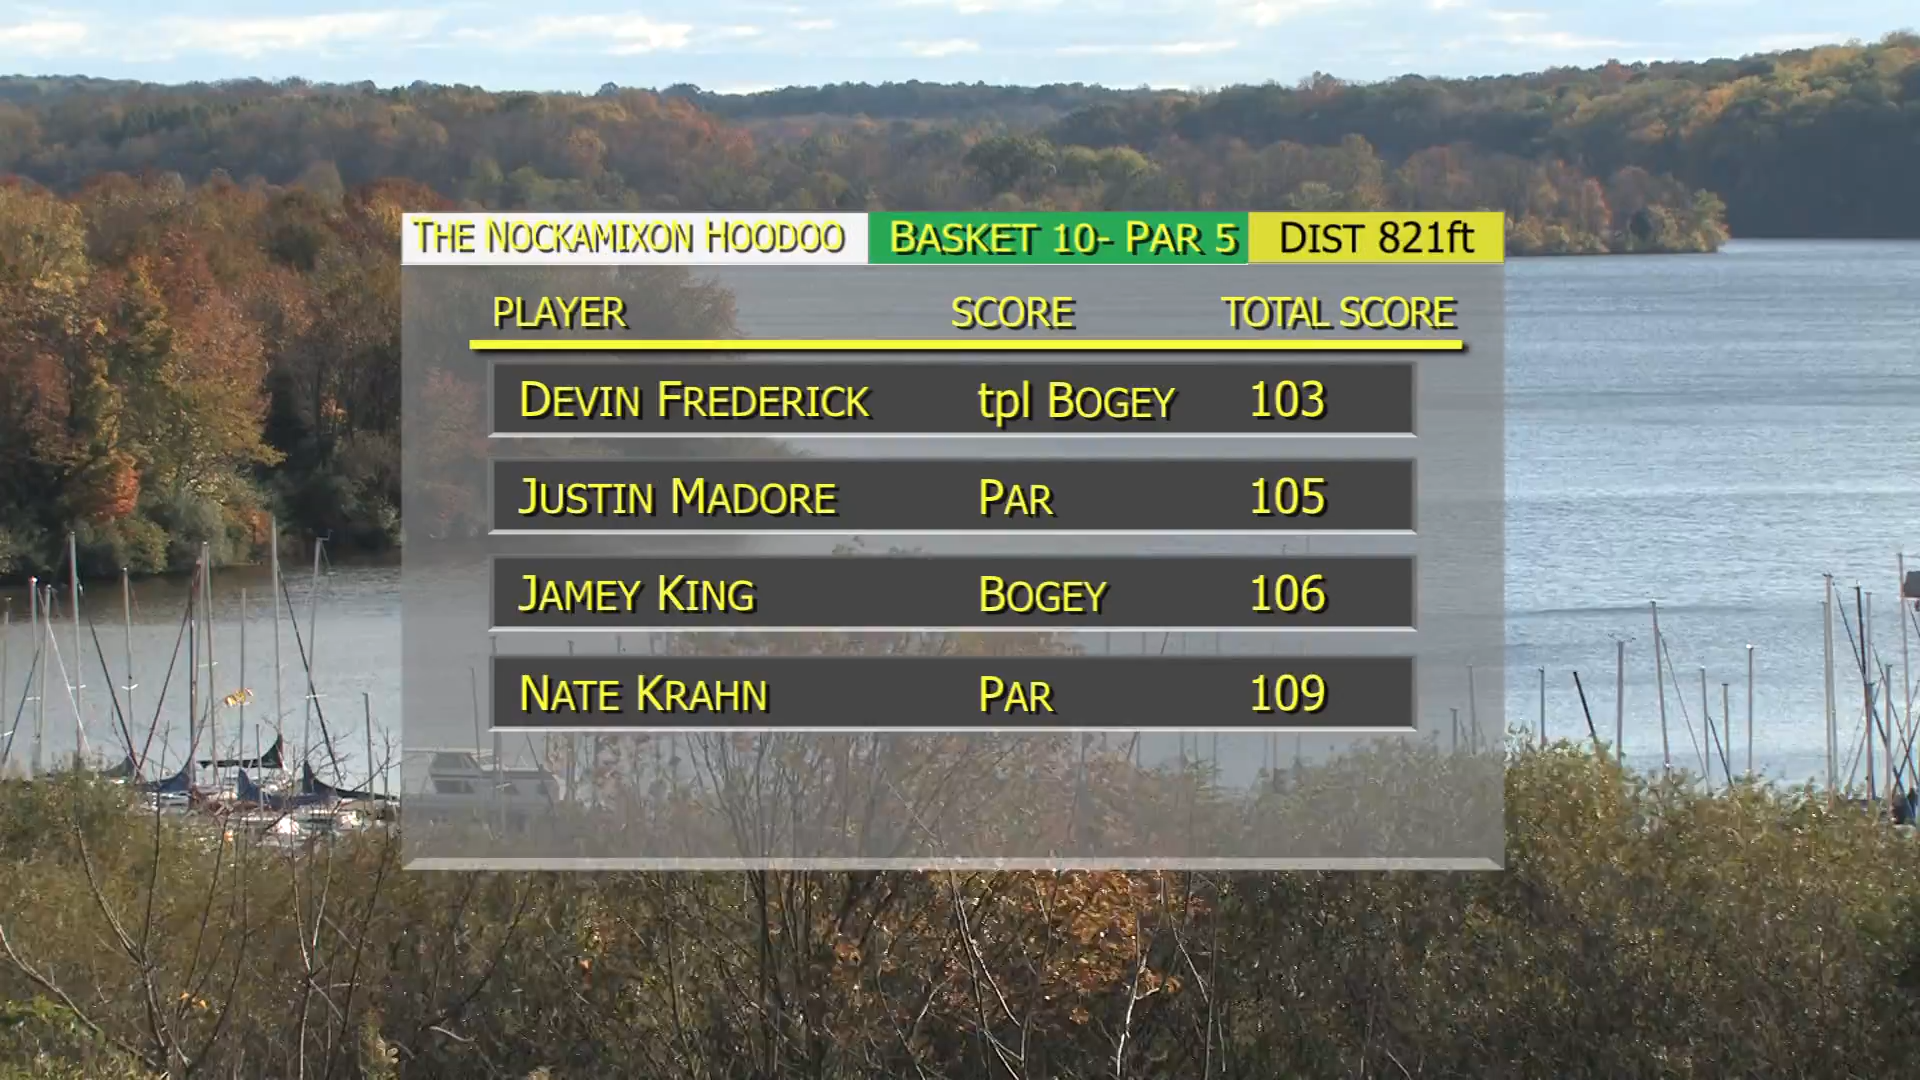 THE NOCKAMIXON HOODOO BASKET 10- PAR 5 DIST 821ft
PLAYER SCORE TOTAL SCORE
DEVIN FREDERICK tpl BOGEY 103
JUSTIN MADORE PAR 105
JAMEY KING BOGEY 106
NATE KRAHN PAR 109